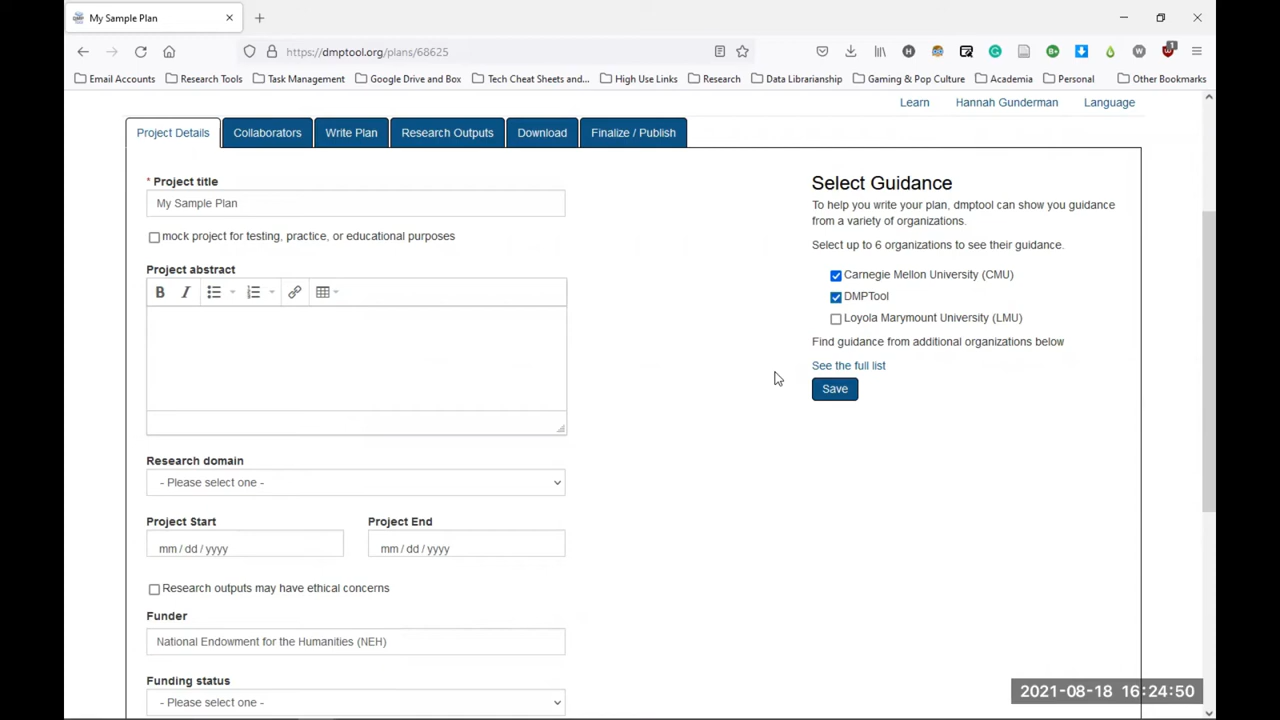 My Sample Plan
https://dmptool.org/plans/68625
Email Accounts Research Tools Task Management Google Drive and Box Tech Cheat Sheets and... High Use Links Research Data Librarianship Gaming & Pop Culture Academia Personal Other Bookmarks
Learn Hannah Gunderman Language
Project Details Collaborators Write Plan Research Outputs Download Finalize / Publish
* Project title
My Sample Plan
mock project for testing, practice, or educational purposes
Project abstract
B I
Research domain
- Please select one -
Project Start Project End
mm / dd / yyyy mm / dd / yyyy
Research outputs may have ethical concerns
Funder
National Endowment for the Humanities (NEH)
Funding status
- Please select one -
Select Guidance
To help you write your plan, dmptool can show you guidance
from a variety of organizations.
Select up to 6 organizations to see their guidance.
Carnegie Mellon University (CMU)
DMPTool
Loyola Marymount University (LMU)
Find guidance from additional organizations below
See the full list
Save
2021-08-18 16:24:50